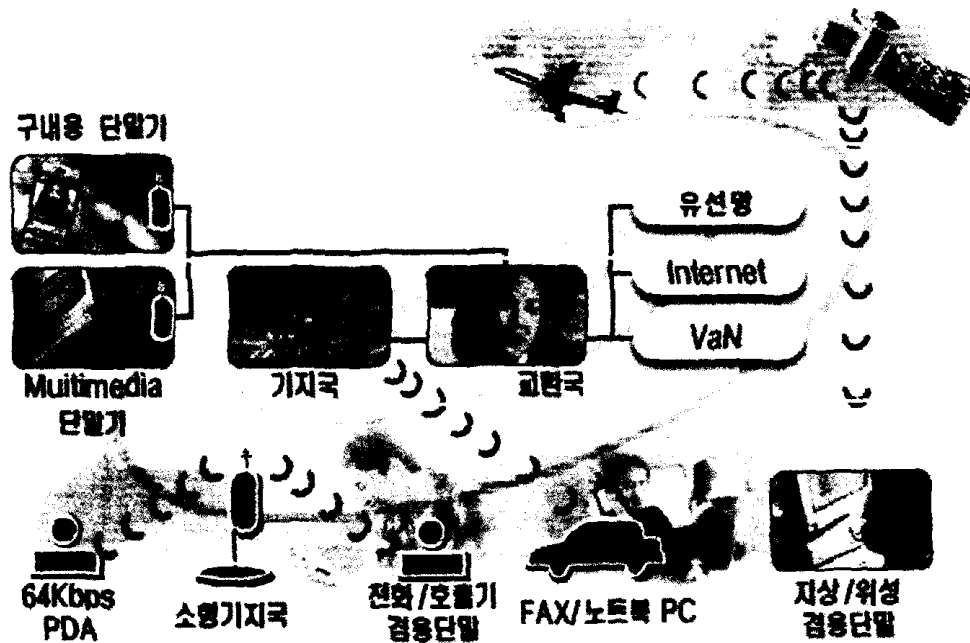 구내용 단말기
유선망
Internet
VaN
Muitimedia
단말기
기지국
교환국
64Kbps
PDA
소형기지국
전화/호출기
겸용단말
FAX/노트북 PC
지상/위성
겸용단말